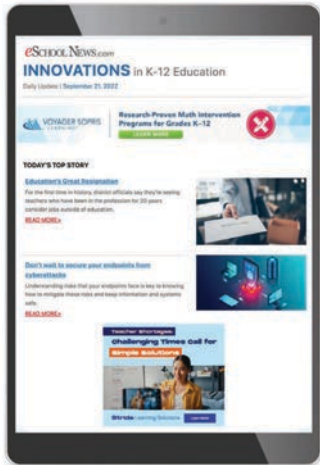 eSCHOOL NEWS.com
INNOVATIONS in K-12 Education
Daily Update | September 21, 2022
VOYAGER SOPRIS
LEARNING
Research-Proven Math Intervention
Programs for Grades K–12
LEARN MORE
TODAY'S TOP STORY
Education's Great Resignation
For the first time in history, district officials say they're seeing
teachers who have been in the profession for 20 years
consider jobs outside of education.
READ MORE>
Don't wait to secure your endpoints from
cyberattacks
Understanding risks that your endpoints face is key to knowing
how to mitigate these risks and keep information and systems
safe.
READ MORE>
Teacher Shortages:
Challenging Times Call for
Simple Solutions
Stride Learning Solutions